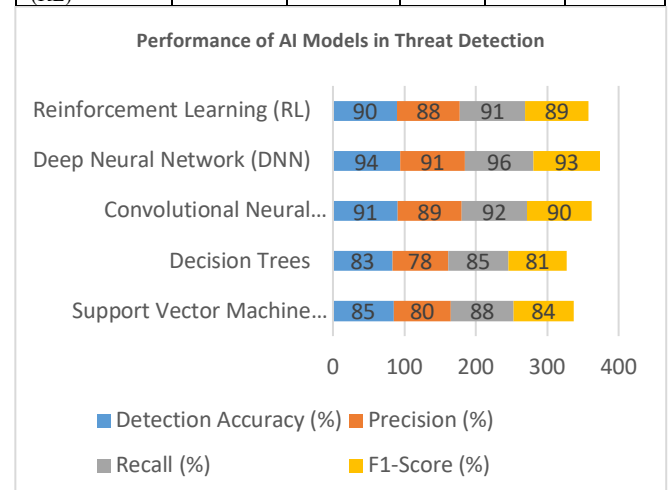 Performance of AI Models in Threat Detection
Reinforcement Learning (RL) 90 88 91 89
Deep Neural Network (DNN) 94 91 96 93
Convolutional Neural... 91 89 92 90
Decision Trees 83 78 85 81
Support Vector Machine... 85 80 88 84
0 100 200 300 400
Detection Accuracy (%) Precision (%)
Recall (%) F1-Score (%)